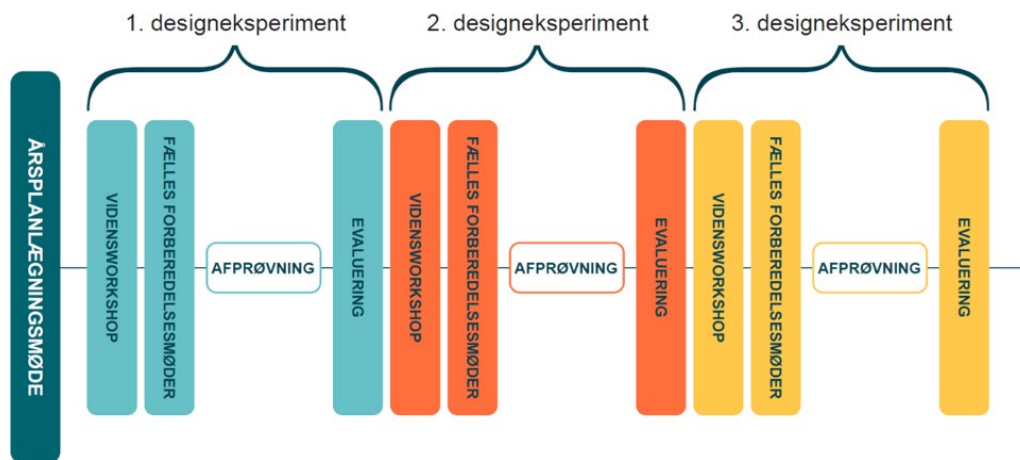 1. designeksperiment
2. designeksperiment
3. designeksperiment
ÅRSPLANLÆGNINGSMØDE
VIDENSWORKSHOP
FÆLLES FORBEREDELSESMØDER
AFPRØVNING
EVALUERING
VIDENSWORKSHOP
FÆLLES FORBEREDELSESMØDER
AFPRØVNING
EVALUERING
VIDENSWORKSHOP
FÆLLES FORBEREDELSESMØDER
AFPRØVNING
EVALUERING